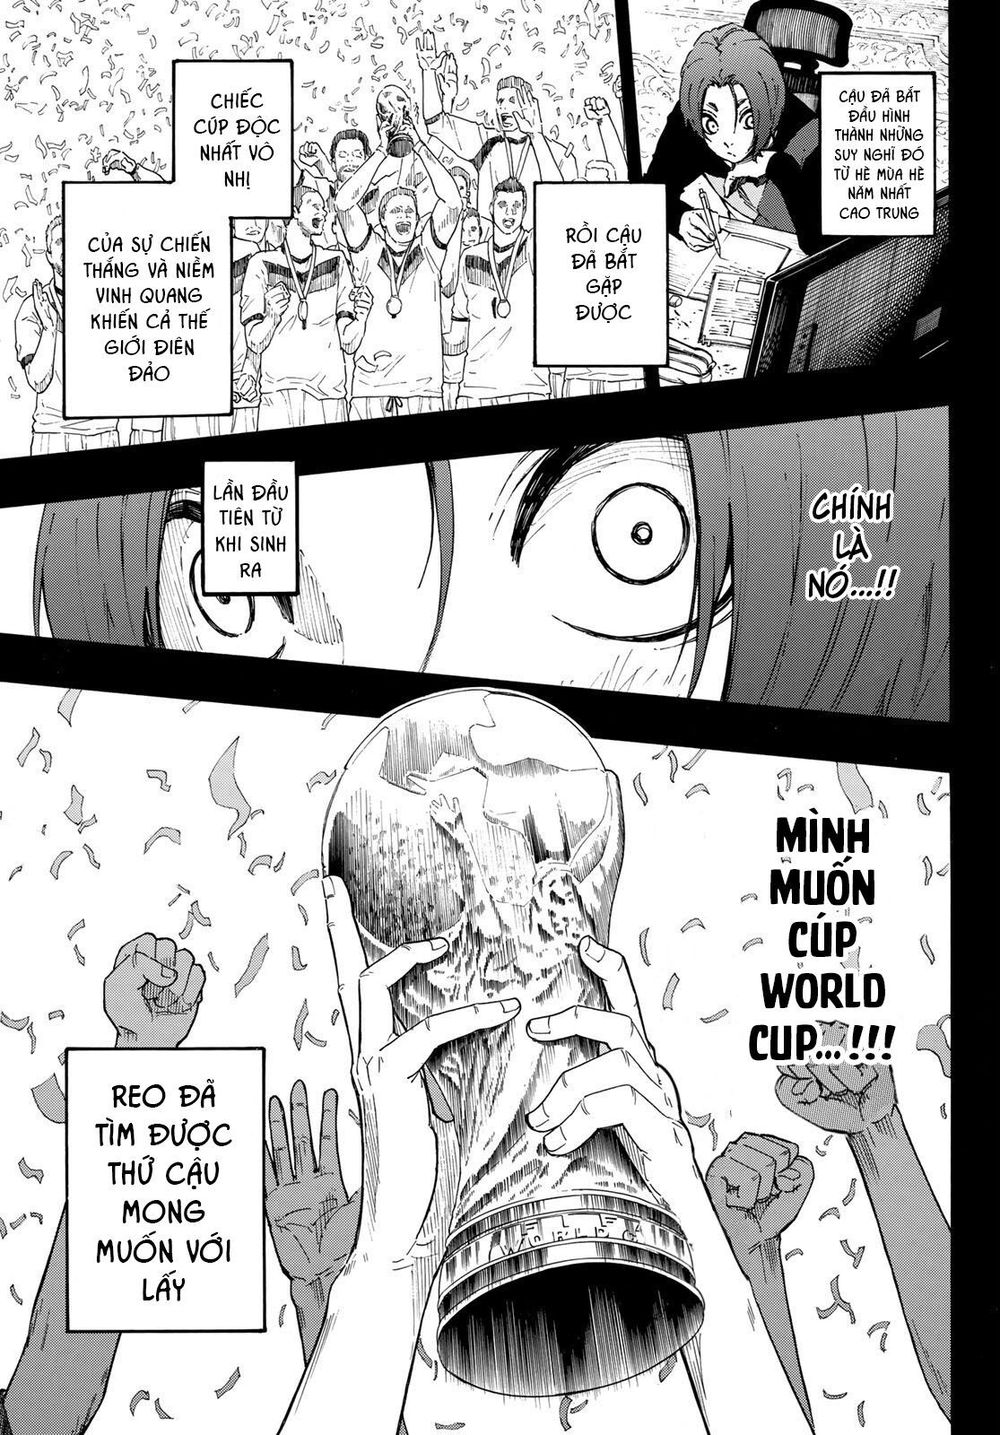 CẬU ĐÃ BẮT
ĐẦU HÌNH
THÀNH NHỮNG
SUY NGHĨ ĐÓ
TỪ HÈ MÙA HÈ
NĂM NHẤT
CAO TRUNG
RỒI CẬU
ĐÃ BẮT
GẶP
ĐƯỢC
CHIẾC
CÚP ĐỘC
NHẤT VÔ
NHỊ
CỦA SỰ CHIẾN
THẮNG VÀ NIỀM
VINH QUANG
KHIẾN CẢ THẾ
GIỚI ĐIÊN
ĐẢO
CHÍNH
LÀ
NÓ...!!
LẦN ĐẦU
TIÊN TỪ
KHI SINH
RA
MÌNH
MUỐN
CÚP
WORLD
CUP...!!!
REO ĐÃ
TÌM ĐƯỢC
THỨ CẬU
MONG
MUỐN VỚI
LẤY
WORLD C